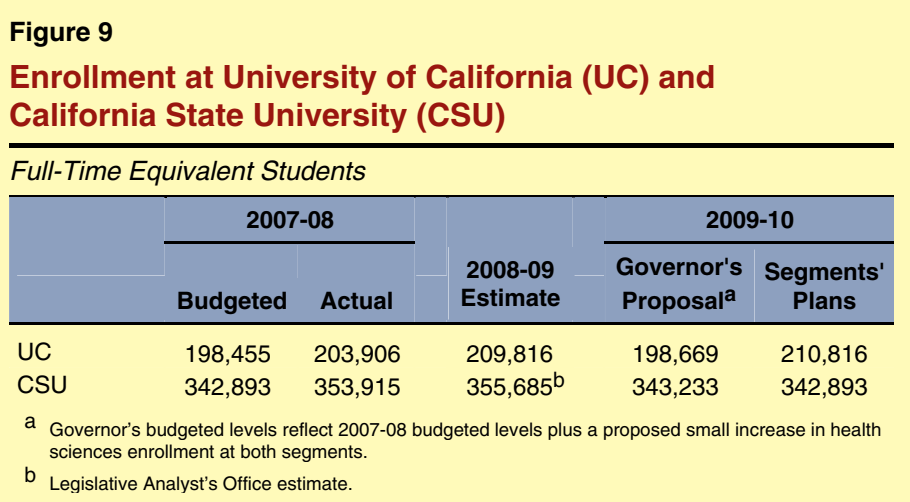 Figure 9
Enrollment at University of California (UC) and
California State University (CSU)
Full-Time Equivalent Students
2007-08 2009-10
2008-09 Governor's Segments'
Budgeted Actual Estimate Proposala Plans
UC 198,455 203,906 209,816 198,669 210,816
CSU 342,893 353,915 355,685b 343,233 342,893
a Governor's budgeted levels reflect 2007-08 budgeted levels plus a proposed small increase in health
sciences enrollment at both segments.
b Legislative Analyst's Office estimate.